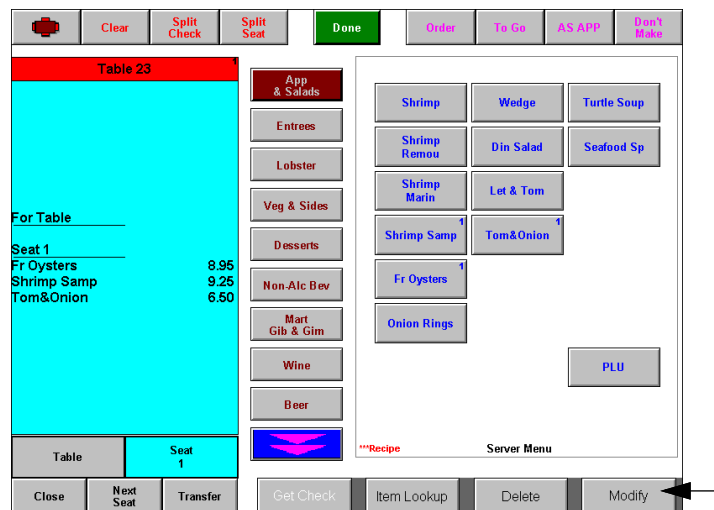 Clear
Split
Check
Split
Seat
Done
Order
To Go
AS APP
Don't
Make
Table 23
1
For Table
Seat 1
Fr Oysters 8.95
Shrimp Samp 9.25
Tom&Onion 6.50
Table
Seat
1
Close
Next
Seat
Transfer
App
& Salads
Entrees
Lobster
Veg & Sides
Desserts
Non-Alc Bev
Mart
Gib & Gim
Wine
Beer
Shrimp
Wedge
Turtle Soup
Shrimp
Remou
Din Salad
Seafood Sp
Shrimp
Marin
Let & Tom
Shrimp Samp 1
Tom&Onion 1
Fr Oysters 1
Onion Rings
PLU
***Recipe
Server Menu
Get Check
Item Lookup
Delete
Modify